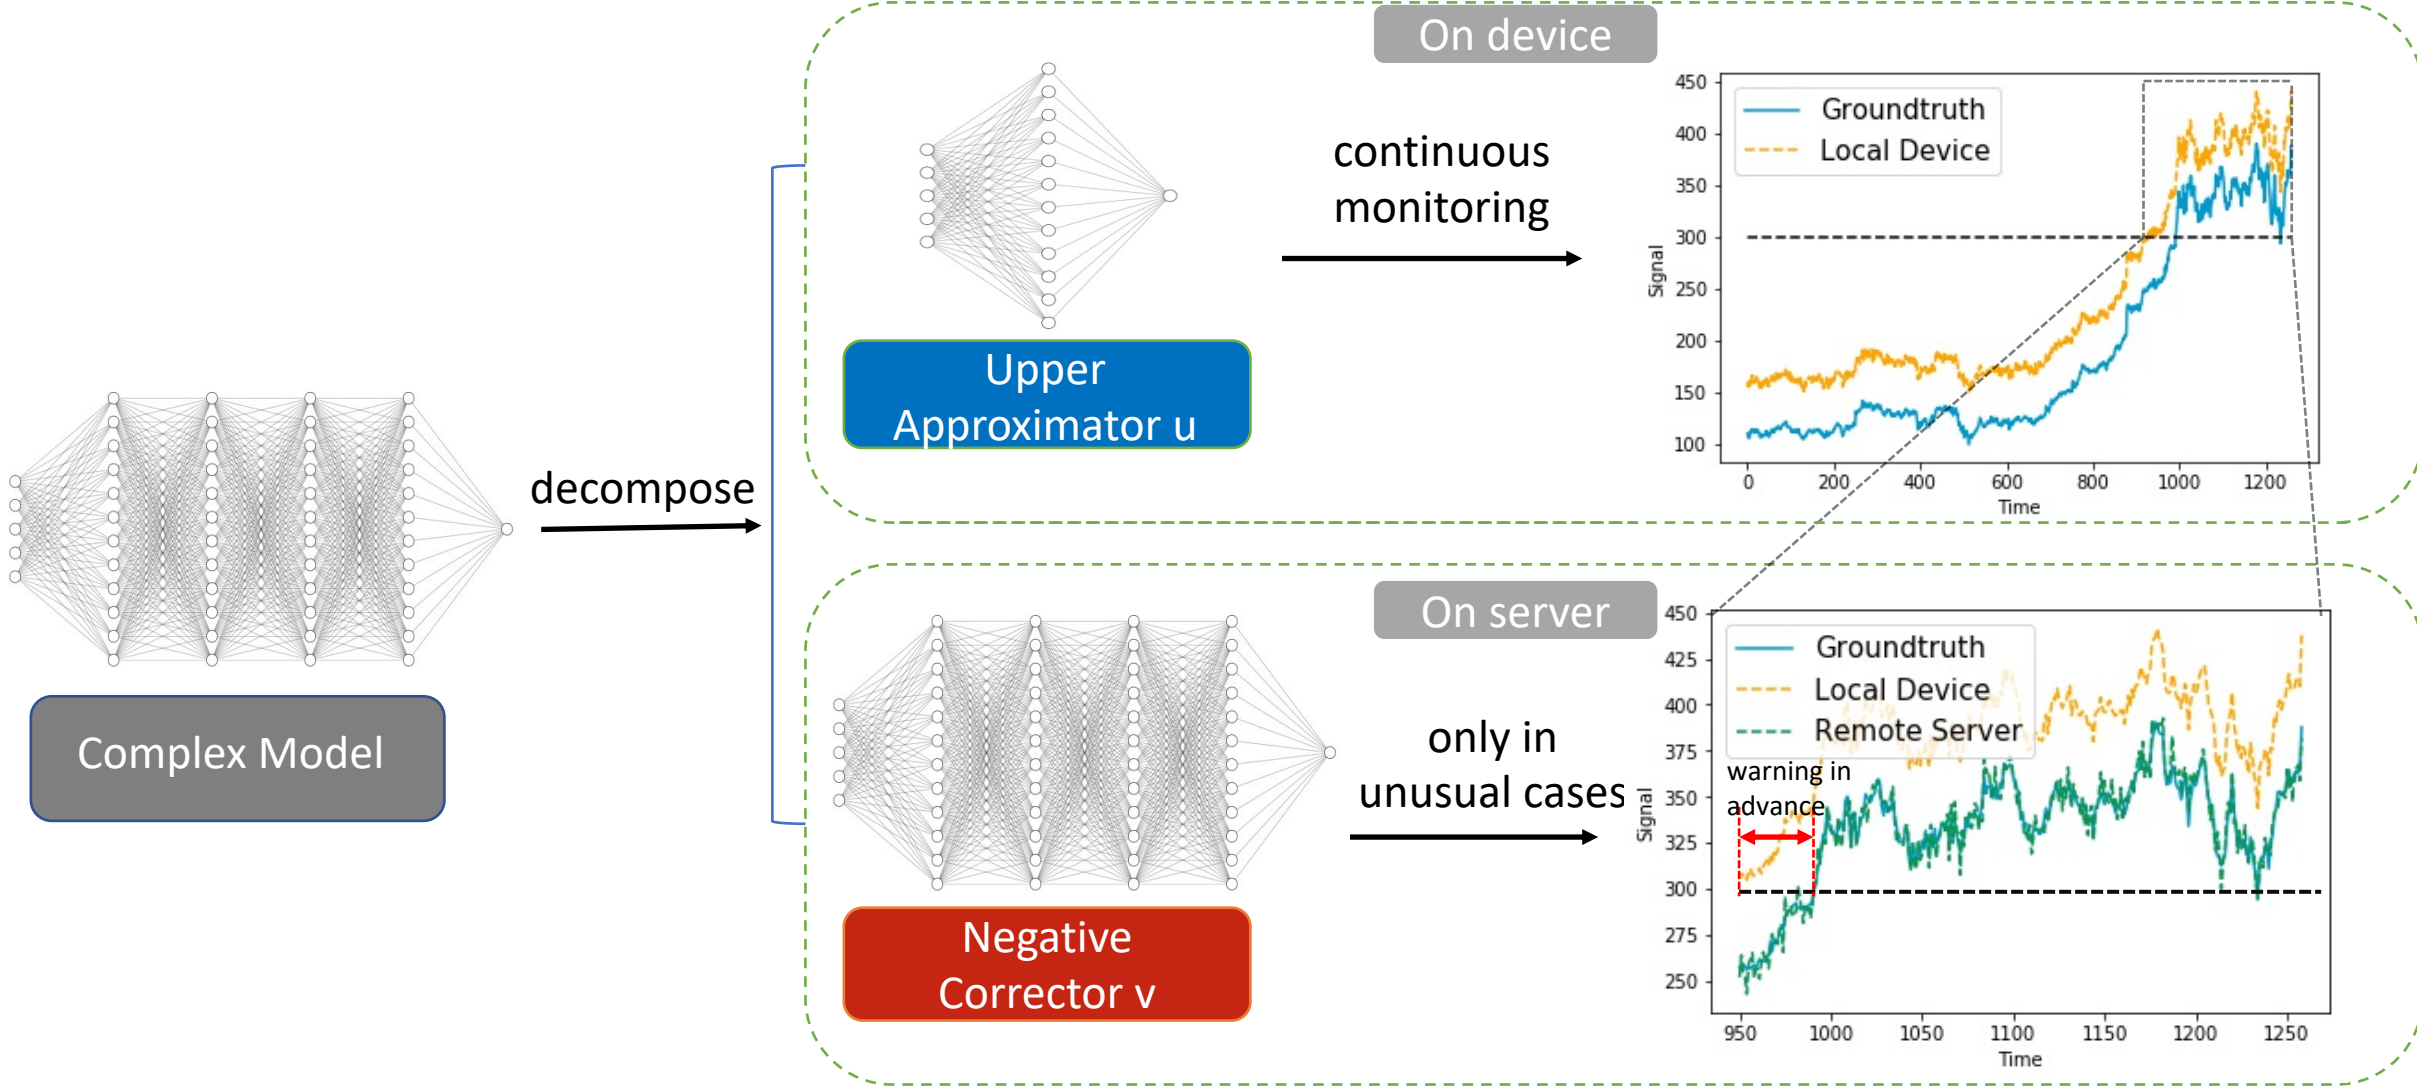 Complex Model
decompose
On device
Upper
Approximator u
continuous
monitoring
Groundtruth
Local Device
Signal
450
400
350
300
250
200
150
100
0 200 400 600 800 1000 1200
Time
On server
Negative
Corrector v
only in
unusual cases
Groundtruth
Local Device
Remote Server
warning in
advance
Signal
450
425
400
375
350
325
300
275
250
950 1000 1050 1100 1150 1200 1250
Time